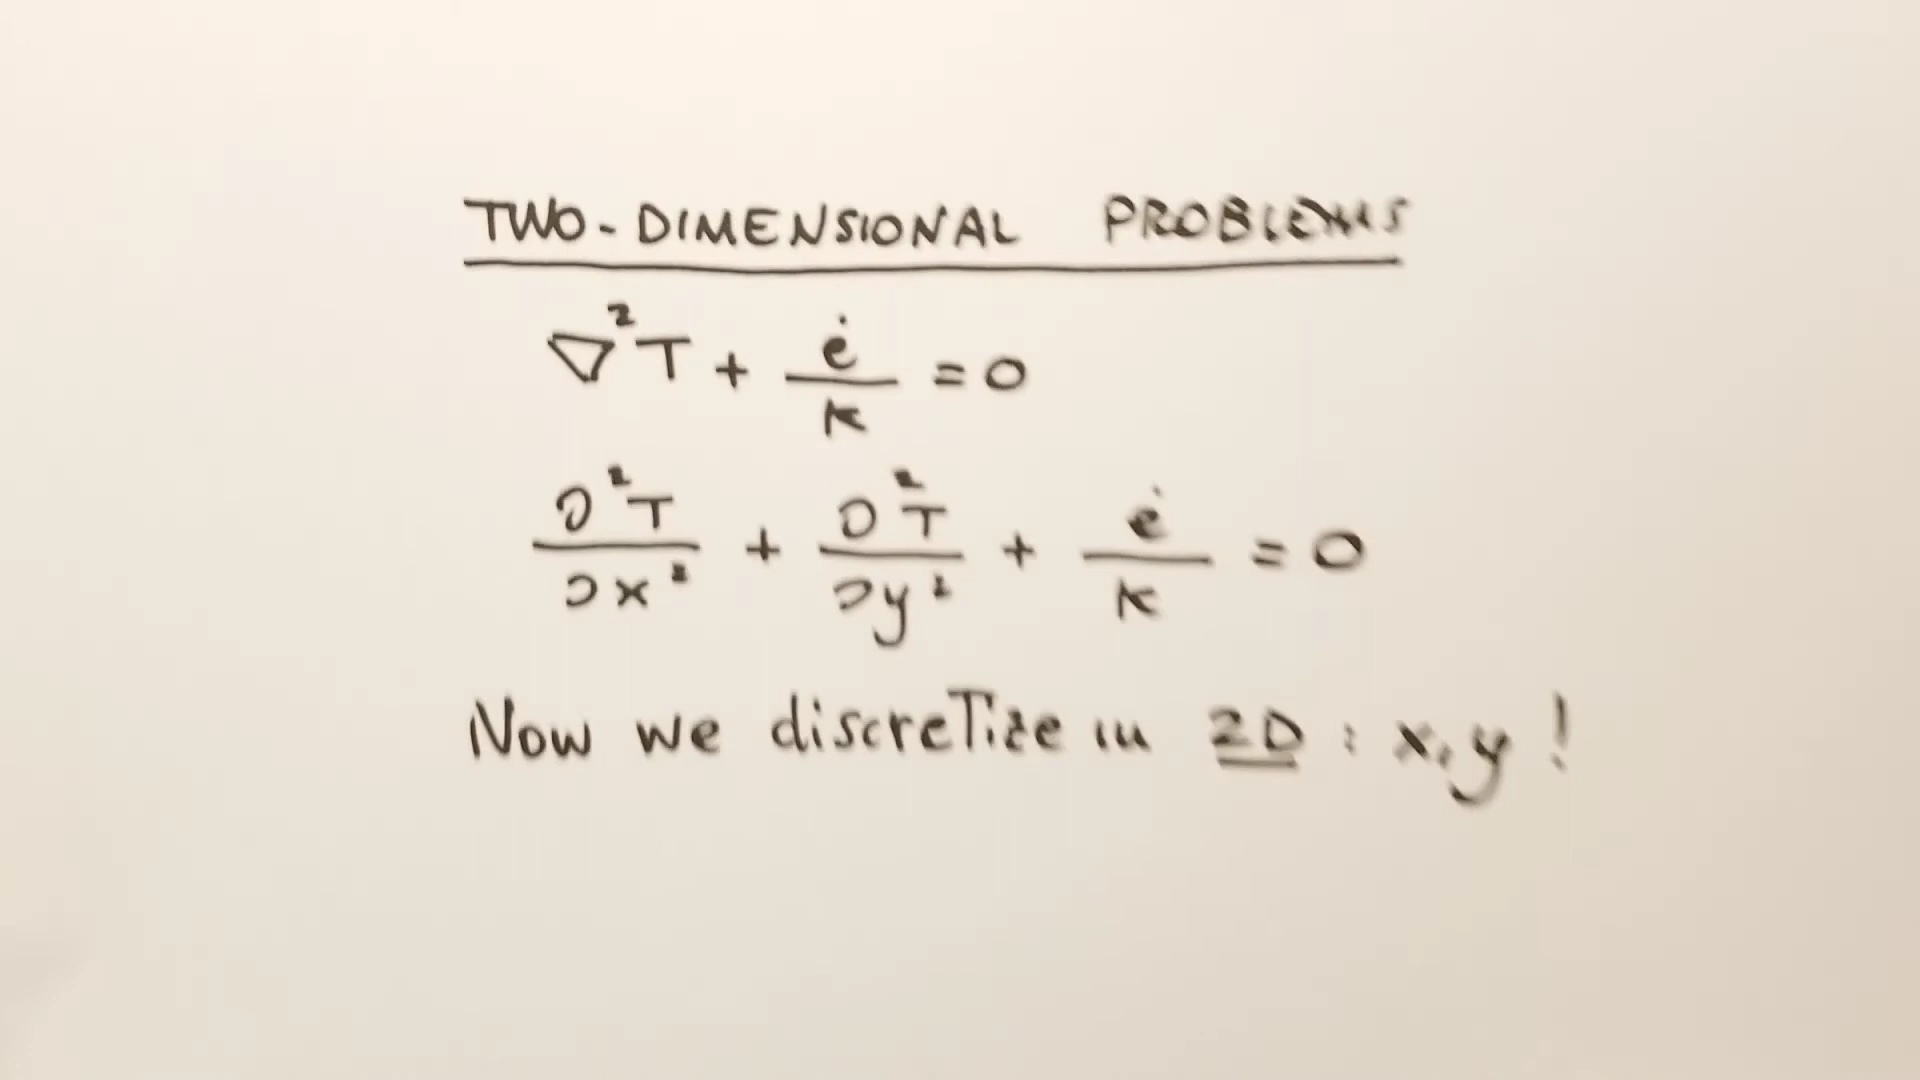 TWO-DIMENSIONAL PROBLEMS
∇²T + ė/k = 0
∂²T/∂x² + ∂²T/∂y² + ė/k = 0
Now we discretize in 2D : x,y !